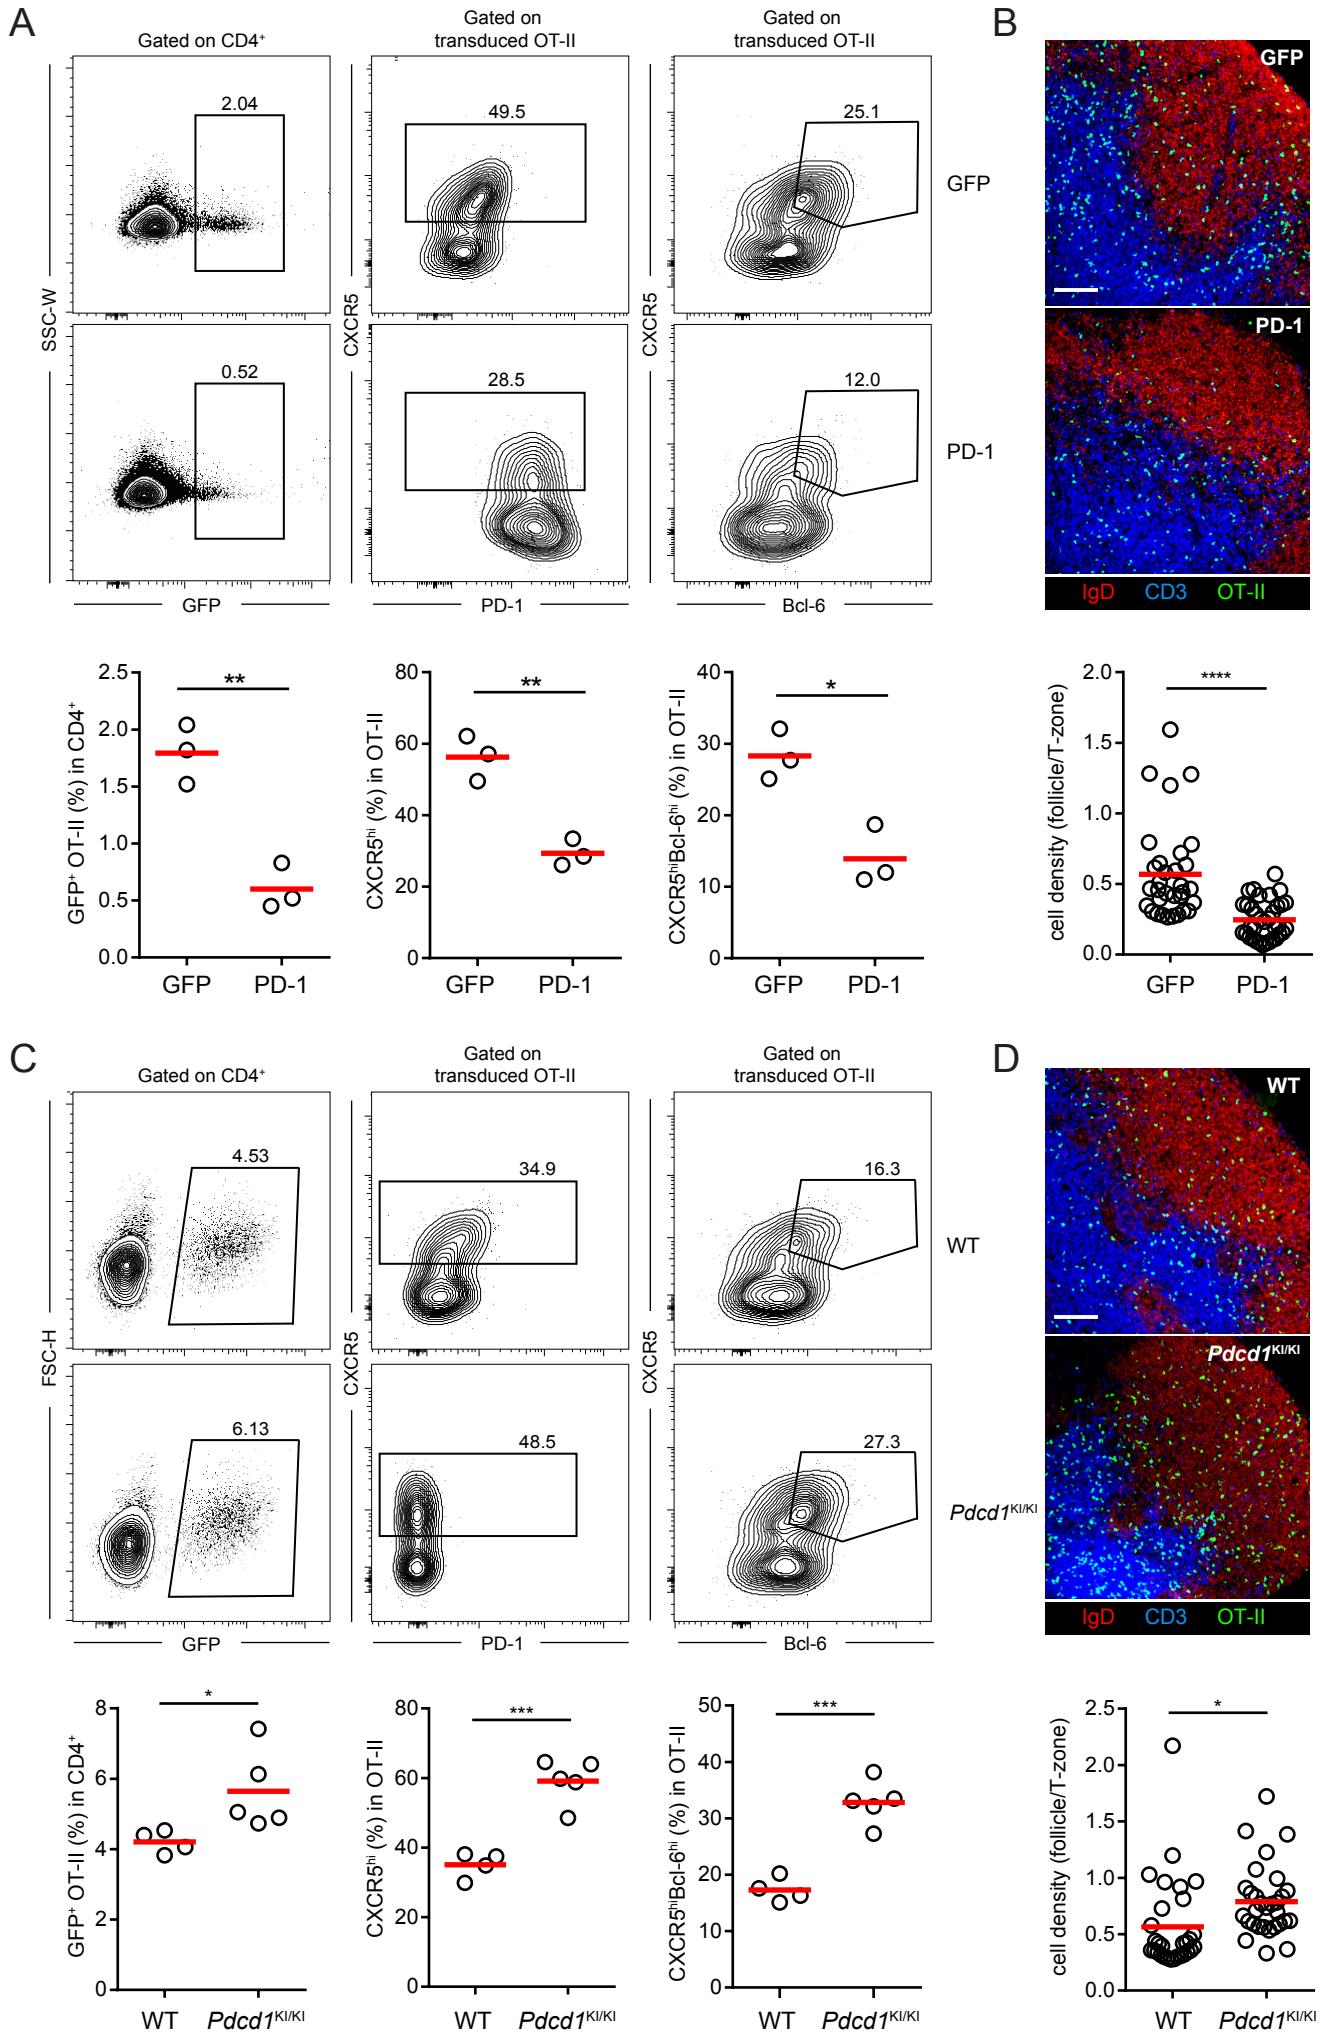 A
B
Gated on CD4⁺
Gated on
transduced OT-II
Gated on
transduced OT-II
2.04
49.5
25.1
GFP
GFP
0.52
28.5
12.0
PD-1
PD-1
SSC-W
CXCR5
CXCR5
GFP
PD-1
Bcl-6
IgD CD3 OT-II
GFP⁺ OT-II (%) in CD4⁺
2.5
2.0
1.5
1.0
0.5
0.0
**
GFP PD-1
CXCR5ʰⁱ (%) in OT-II
80
60
40
20
0
**
GFP PD-1
CXCR5ʰⁱBcl-6ʰⁱ (%) in OT-II
40
30
20
10
0
*
GFP PD-1
cell density (follicle/T-zone)
2.0
1.5
1.0
0.5
0.0
****
GFP PD-1
C
D
Gated on CD4⁺
Gated on
transduced OT-II
Gated on
transduced OT-II
4.53
34.9
16.3
WT
WT
6.13
48.5
27.3
Pdcd1ᴷᴵ/ᴷᴵ
Pdcd1ᴷᴵ/ᴷᴵ
FSC-H
CXCR5
CXCR5
GFP
PD-1
Bcl-6
IgD CD3 OT-II
GFP⁺ OT-II (%) in CD4⁺
8
6
4
2
0
*
WT Pdcd1ᴷᴵ/ᴷᴵ
CXCR5ʰⁱ (%) in OT-II
80
60
40
20
0
***
WT Pdcd1ᴷᴵ/ᴷᴵ
CXCR5ʰⁱBcl-6ʰⁱ (%) in OT-II
50
40
30
20
10
0
***
WT Pdcd1ᴷᴵ/ᴷᴵ
cell density (follicle/T-zone)
2.5
2.0
1.5
1.0
0.5
0.0
*
WT Pdcd1ᴷᴵ/ᴷᴵ